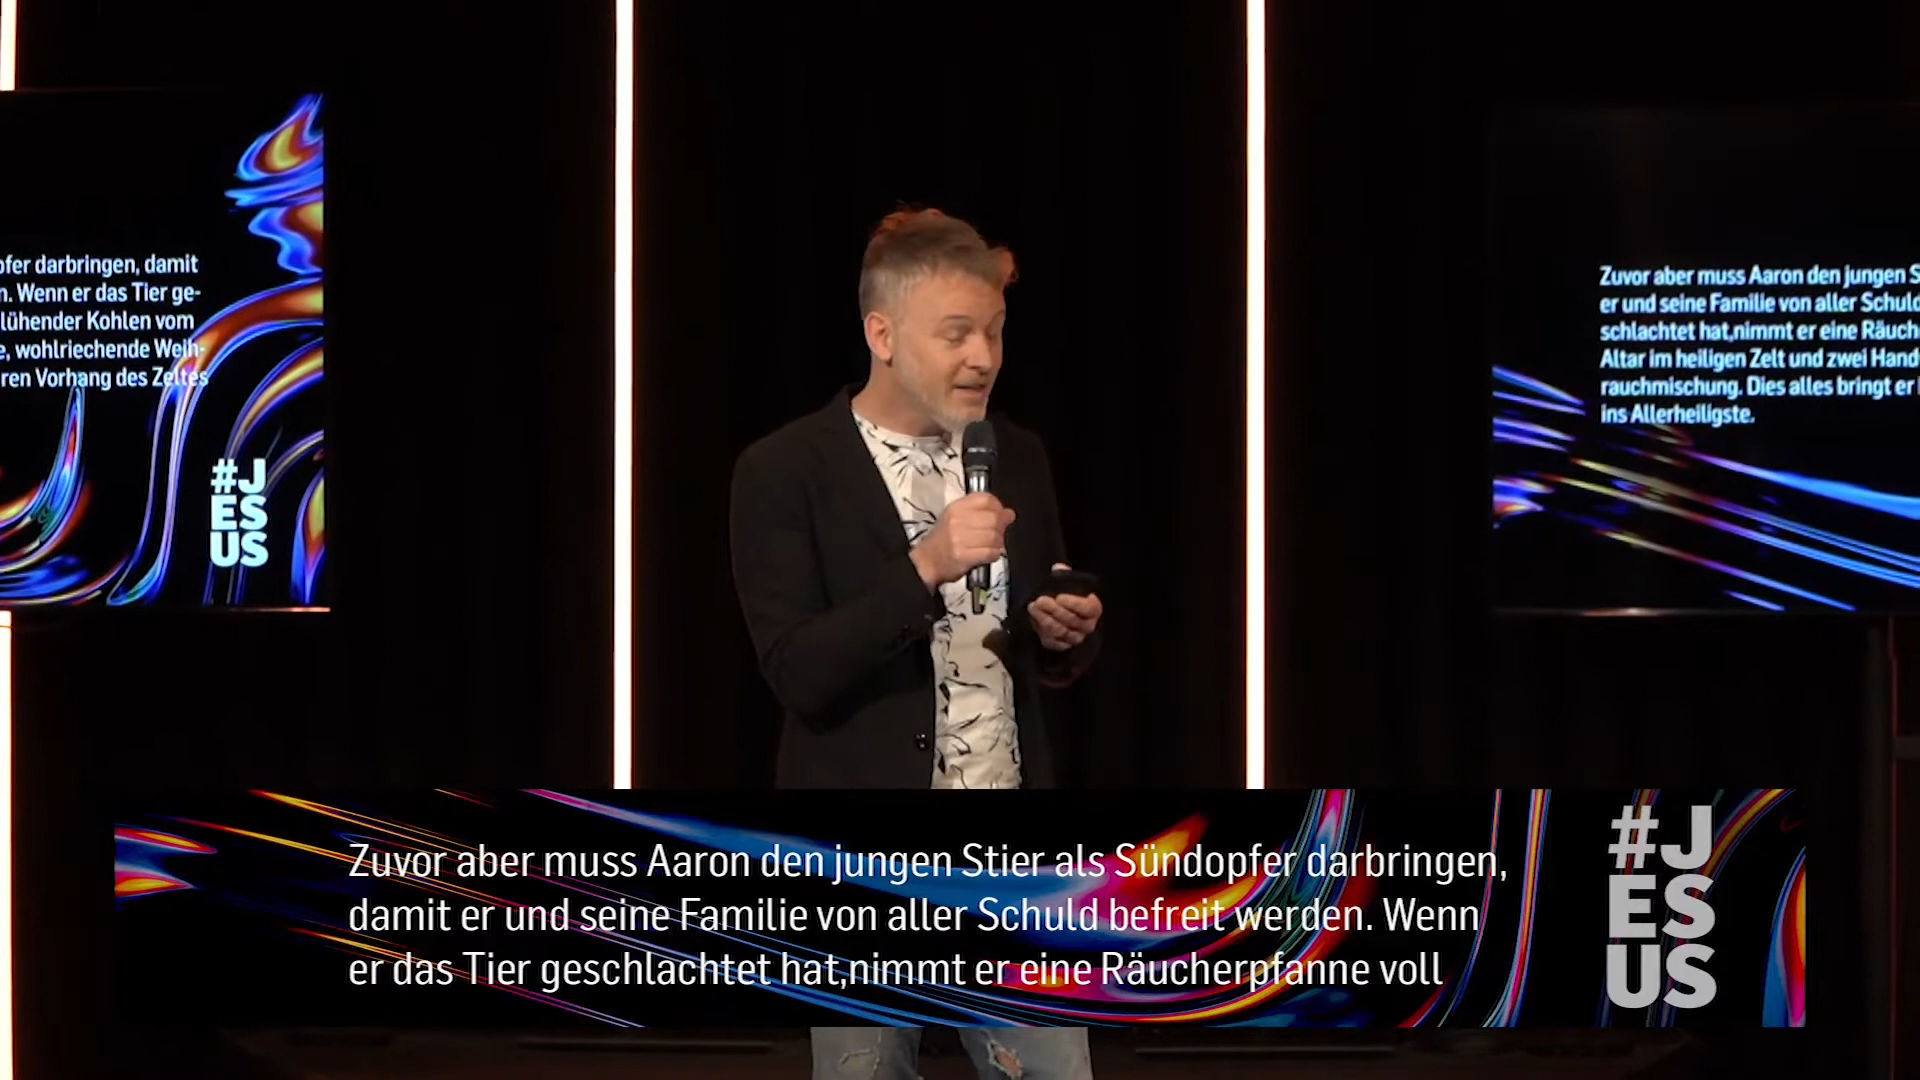 ofer darbringen, damit
n. Wenn er das Tier ge-
lühender Kohlen vom
e, wohlriechende Weih-
ren Vorhang des Zeltes
#J
ES
US
Zuvor aber muss Aaron den jungen S
er und seine Familie von aller Schuld
schlachtet hat,nimmt er eine Räuch
Altar im heiligen Zelt und zwei Hand
rauchmischung. Dies alles bringt er
ins Allerheiligste.
Zuvor aber muss Aaron den jungen Stier als Sündopfer darbringen,
damit er und seine Familie von aller Schuld befreit werden. Wenn
er das Tier geschlachtet hat,nimmt er eine Räucherpfanne voll
#J
ES
US